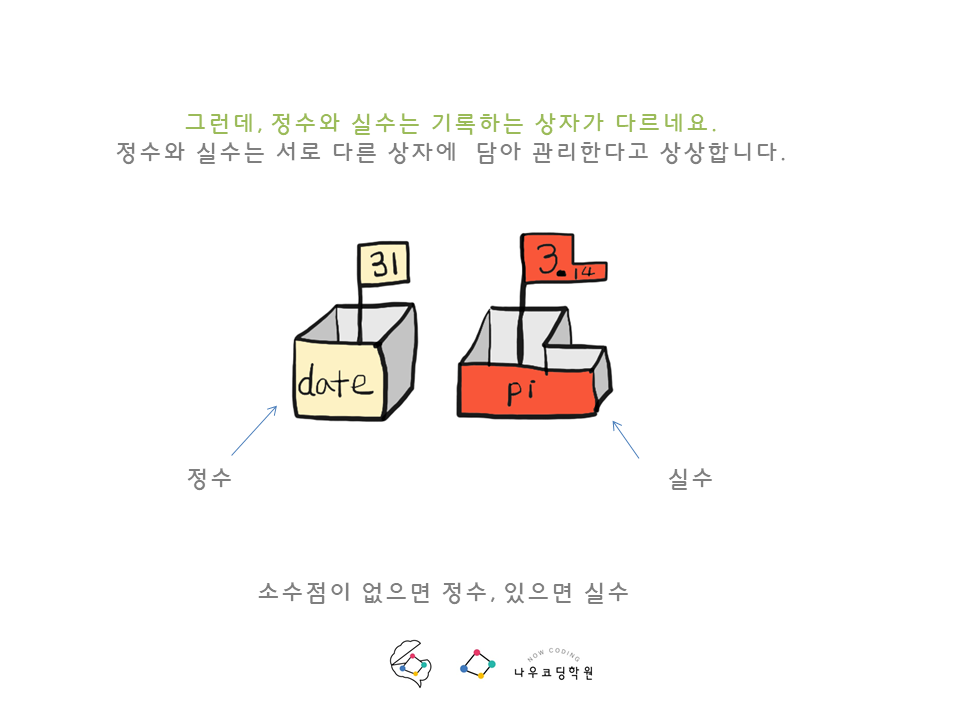 그런데, 정수와 실수는 기록하는 상자가 다르네요.
정수와 실수는 서로 다른 상자에 담아 관리한다고 상상합니다.
31
3.14
date
pi
정수
실수
소수점이 없으면 정수, 있으면 실수
NOW CODING
나우코딩학원